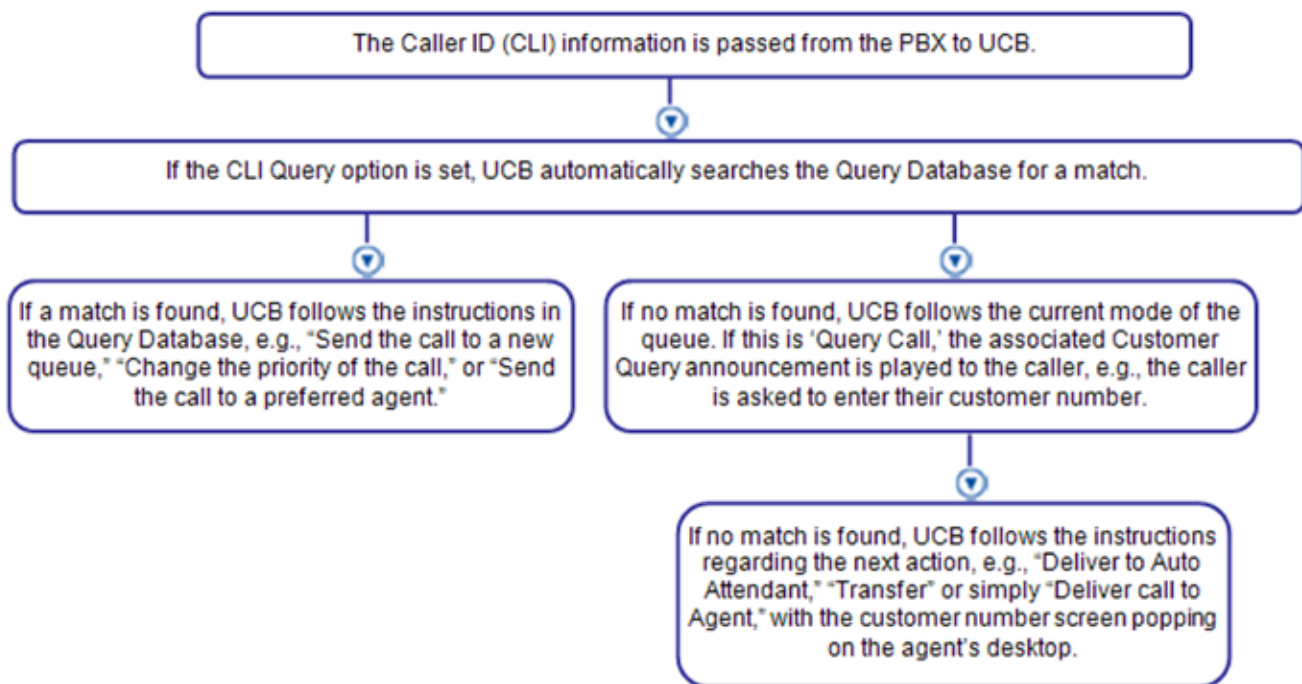 The Caller ID (CLI) information is passed from the PBX to UCB.
If the CLI Query option is set, UCB automatically searches the Query Database for a match.
If a match is found, UCB follows the instructions in
the Query Database, e.g., “Send the call to a new
queue,” “Change the priority of the call,” or “Send
the call to a preferred agent.”
If no match is found, UCB follows the current mode of the
queue. If this is ‘Query Call,’ the associated Customer
Query announcement is played to the caller, e.g., the caller
is asked to enter their customer number.
If no match is found, UCB follows the instructions
regarding the next action, e.g., “Deliver to Auto
Attendant,” “Transfer” or simply “Deliver call to
Agent,” with the customer number screen popping
on the agent’s desktop.